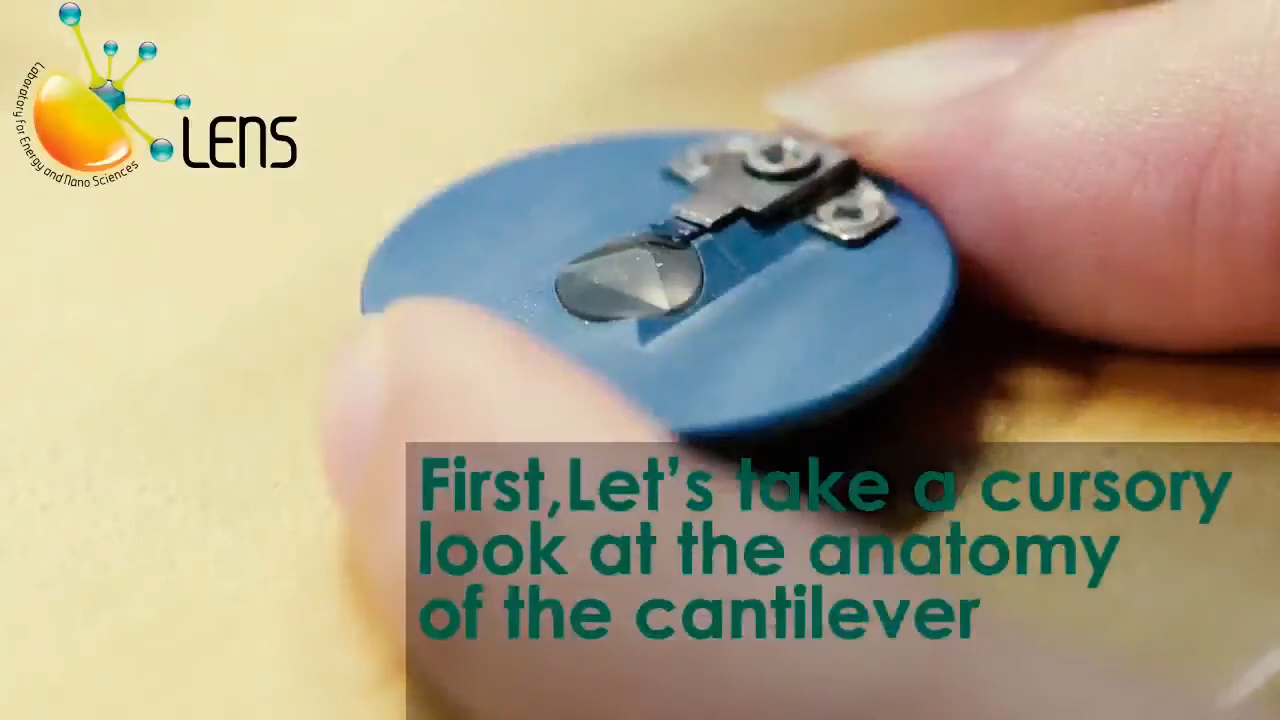 Laboratory for Energy and Nano Sciences
LENS
First,Let's take a cursory
look at the anatomy
of the cantilever